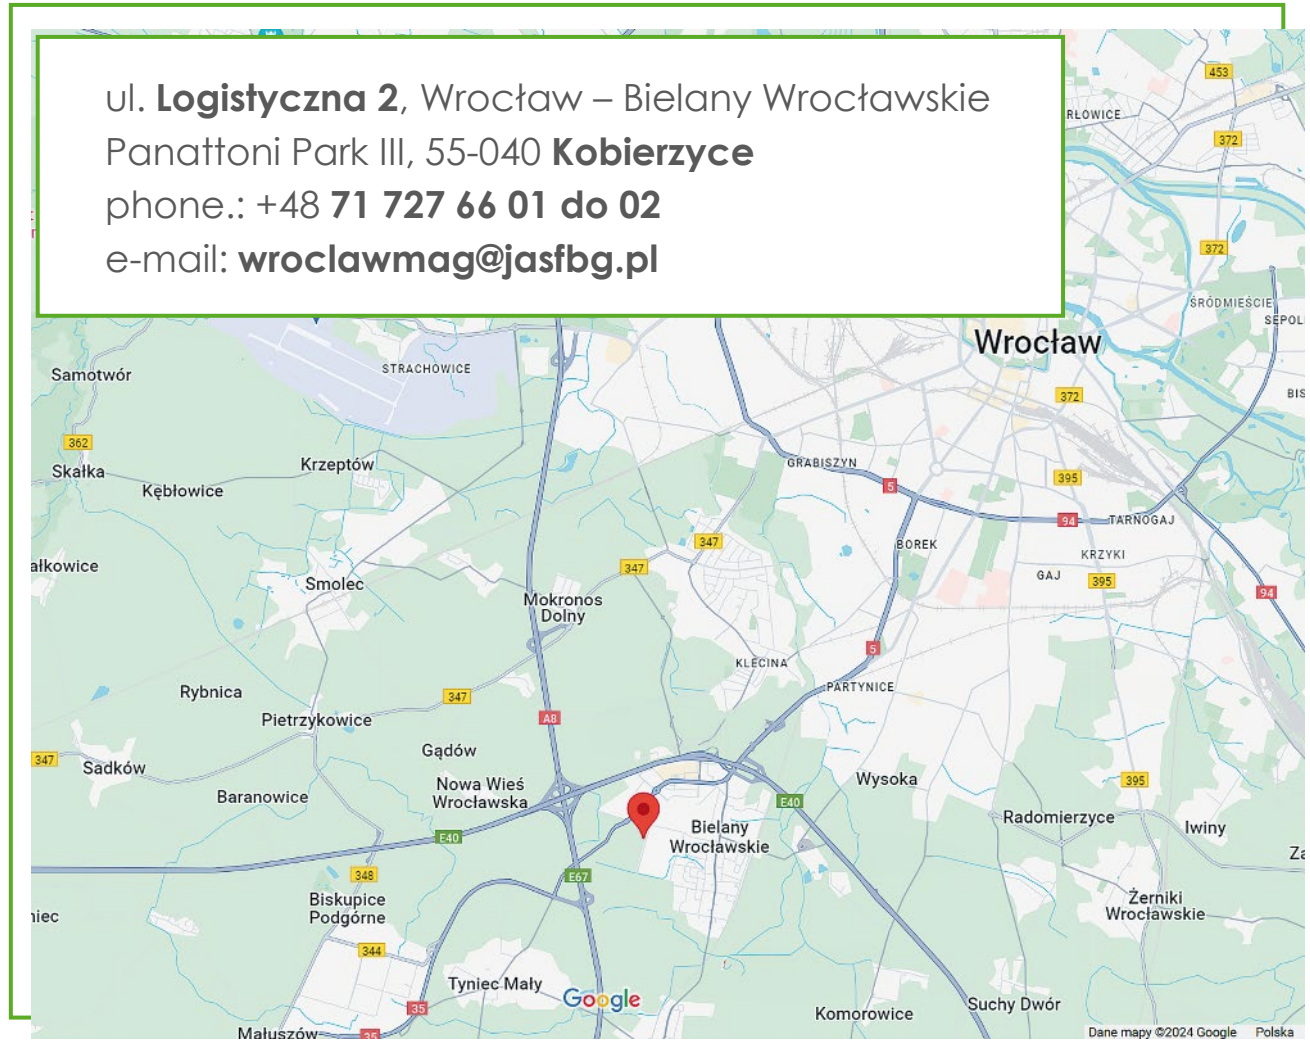 ul. Logistyczna 2, Wrocław – Bielany Wrocławskie
Panattoni Park III, 55-040 Kobierzyce
phone.: +48 71 727 66 01 do 02
e-mail: wroclawmag@jasfbg.pl
453
RŁOWICE
372
372
ŚRÓDMIEŚCIE
SĘPOL
Wrocław
STRACHOWICE
Samotwór
372
BIS
362
Skałka
Krzeptów
GRABISZYN
Kębłowice
5
395
94
TARNOGAJ
347
BOREK
KRZYKI
ałkowice
347
GAJ
395
Smolec
94
Mokronos
Dolny
5
KLECINA
PARTYNICE
Rybnica
347
Pietrzykowice
A8
Gądów
347
Sadków
Nowa Wieś
Wrocławska
Wysoka
395
Baranowice
E40
Radomierzyce
Iwiny
Bielany
Wrocławskie
E40
Za
348
E67
Biskupice
Podgórne
Żerniki
Wrocławskie
niec
344
Tyniec Mały
Google
35
Komorowice
Suchy Dwór
Małuszów
35
Dane mapy ©2024 Google Polska